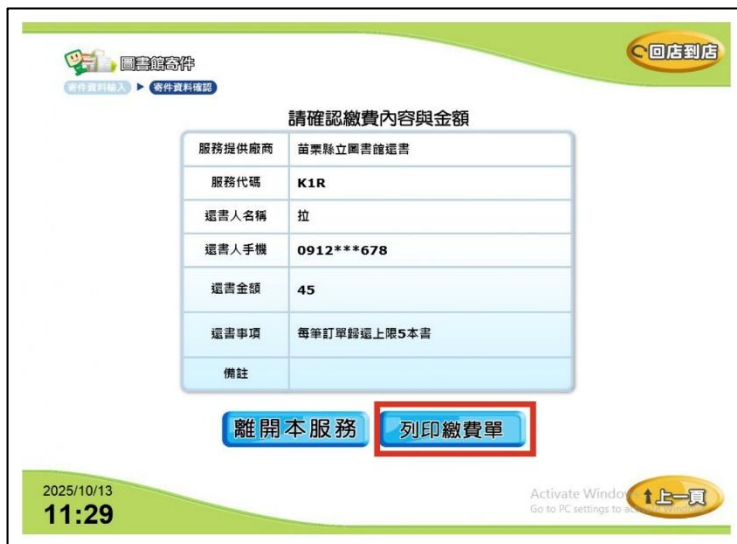 圖書館寄件
回店到店
寄件資料輸入 ▶ 寄件資料確認
請確認繳費內容與金額
服務提供廠商 苗栗縣立圖書館還書
服務代碼 K1R
還書人名稱 拉
還書人手機 0912***678
還書金額 45
還書事項 每筆訂單歸還上限5本書
備註
離開本服務 列印繳費單
2025/10/13
11:29
Activate Windo
Go to PC settings to a
上一頁